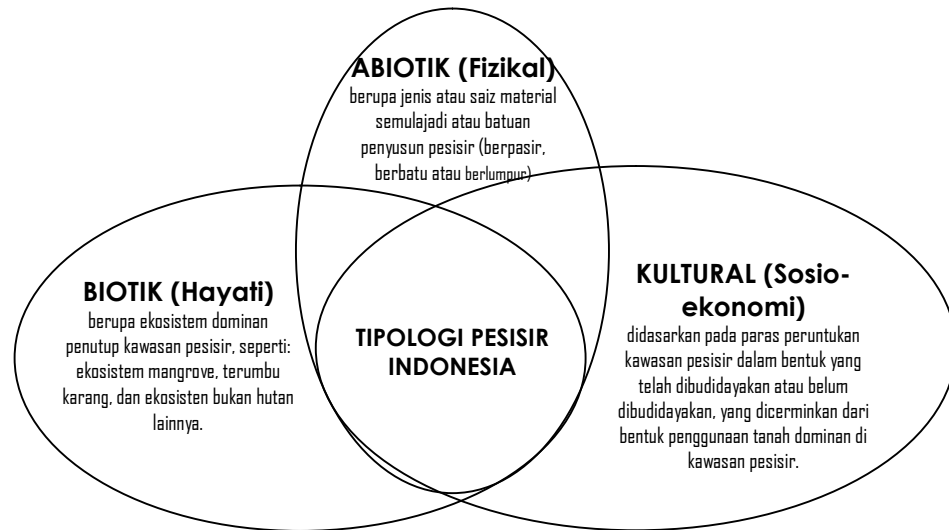 ABIOTIK (Fizikal)
berupa jenis atau saiz material
semulajadi atau batuan
penyusun pesisir (berpasir,
berbatu atau berlumpur)
BIOTIK (Hayati)
berupa ekosistem dominan
penutup kawasan pesisir, seperti:
ekosistem mangrove, terumbu
karang, dan ekosisten bukan hutan
lainnya.
TIPOLOGI PESISIR
INDONESIA
KULTURAL (Sosio-
ekonomi)
didasarkan pada paras peruntukan
kawasan pesisir dalam bentuk yang
telah dibudidayakan atau belum
dibudidayakan, yang dicerminkan dari
bentuk penggunaan tanah dominan di
kawasan pesisir.